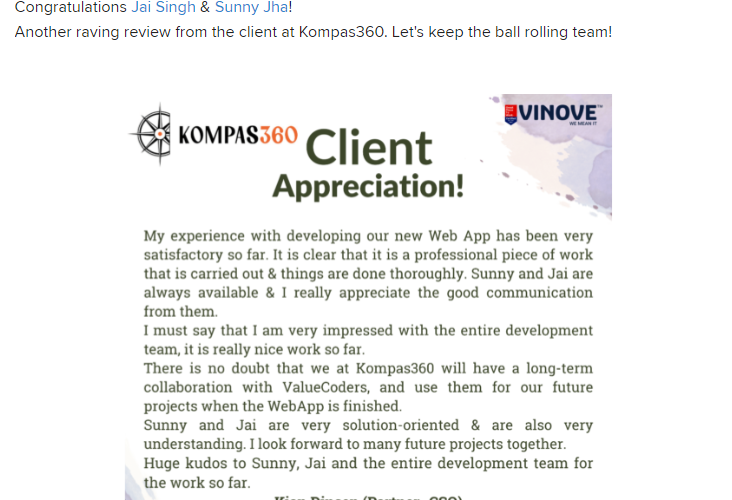 Congratulations Jai Singh & Sunny Jha!
Another raving review from the client at Kompas360. Let's keep the ball rolling team!
KOMPAS360
VINOVE™
WE MEAN IT
Client
Appreciation!
My experience with developing our new Web App has been very
satisfactory so far. It is clear that it is a professional piece of work
that is carried out & things are done thoroughly. Sunny and Jai are
always available & I really appreciate the good communication
from them.
I must say that I am very impressed with the entire development
team, it is really nice work so far.
There is no doubt that we at Kompas360 will have a long-term
collaboration with ValueCoders, and use them for our future
projects when the WebApp is finished.
Sunny and Jai are very solution-oriented & are also very
understanding. I look forward to many future projects together.
Huge kudos to Sunny, Jai and the entire development team for
the work so far.